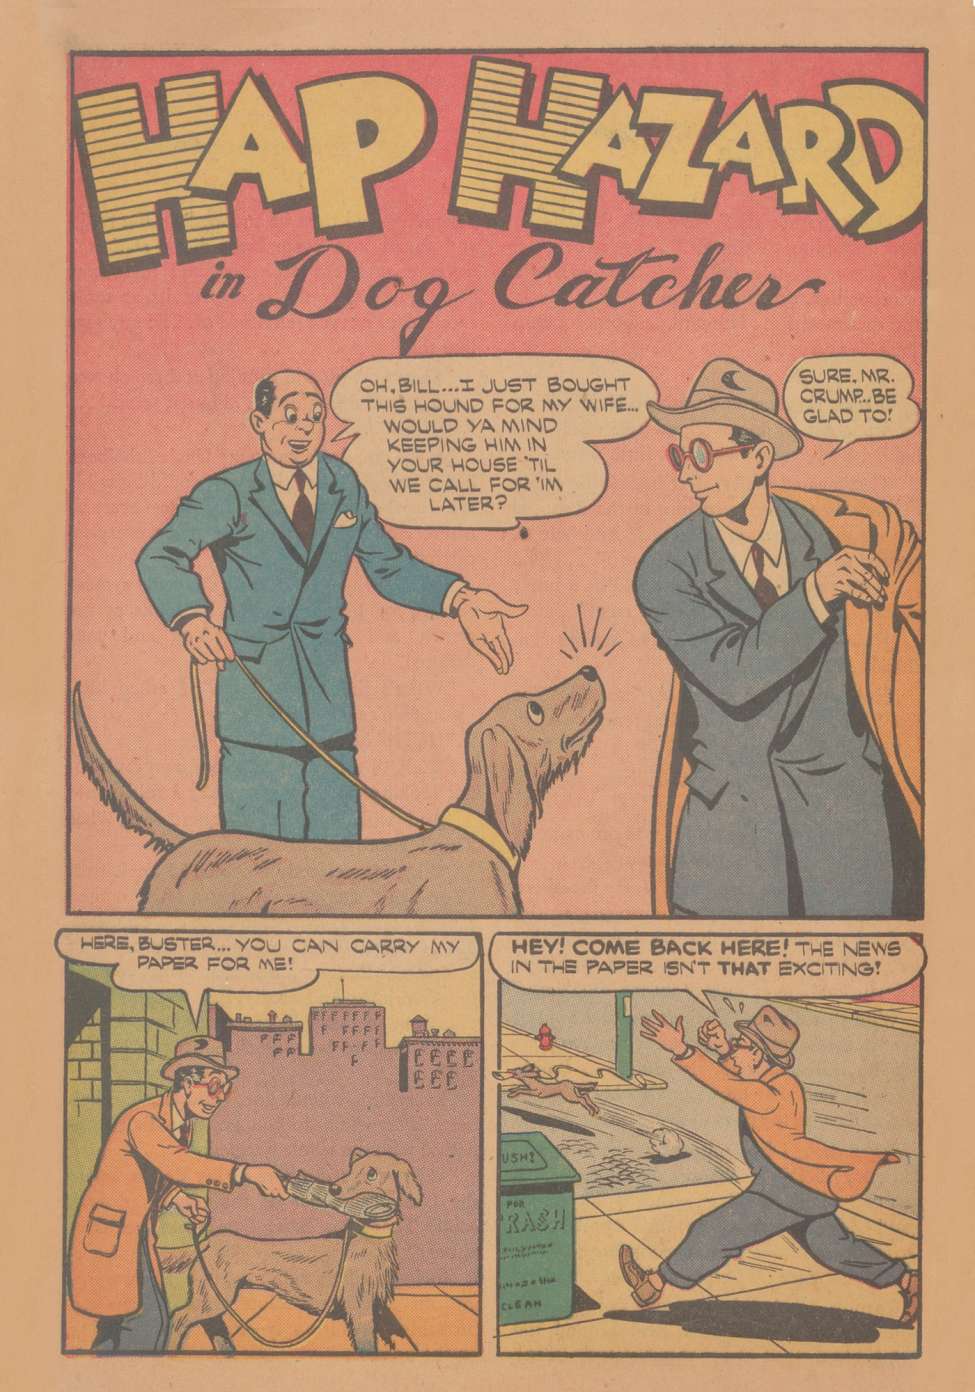 HAP HAZARD
in Dog Catcher
OH, BILL...I JUST BOUGHT
THIS HOUND FOR MY WIFE...
WOULD YA MIND
KEEPING HIM IN
YOUR HOUSE 'TIL
WE CALL FOR 'IM
LATER?
SURE, MR.
CRUMP...BE
GLAD TO!
HERE, BUSTER... YOU CAN CARRY MY
PAPER FOR ME!
HEY! COME BACK HERE! THE NEWS
IN THE PAPER ISN'T THAT EXCITING!
USH?
FOR
TRASH
CLEAN